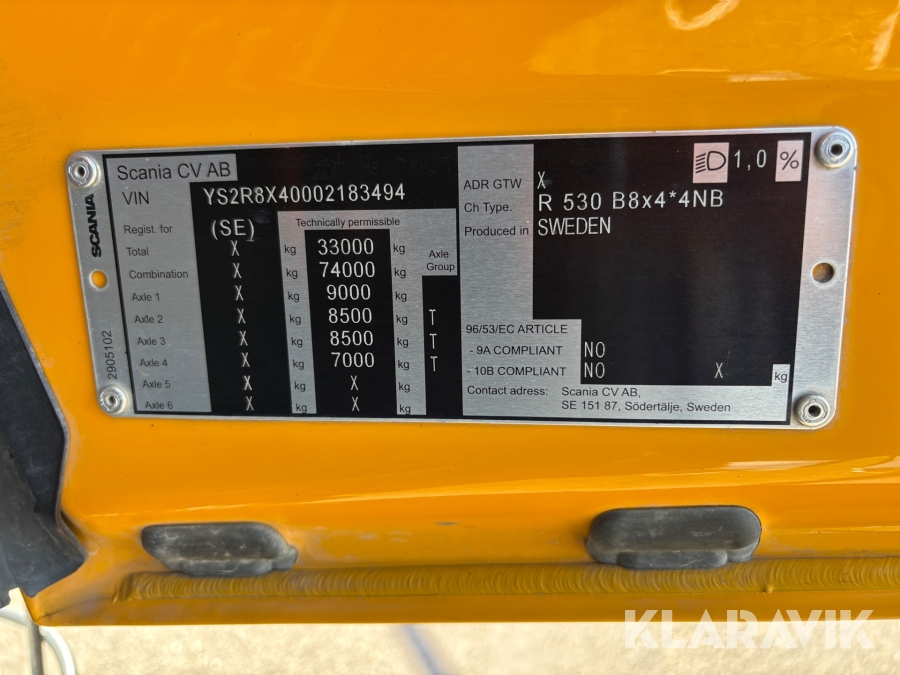 Scania CV AB
VIN YS2R8X40002183494
Regist. for (SE) Technically permissible
Total X kg 33000 kg Axle Group
Combination X kg 74000 kg
Axle 1 X kg 9000 kg
Axle 2 X kg 8500 kg T
Axle 3 X kg 8500 kg T
Axle 4 X kg 7000 kg T
Axle 5 X kg X kg
Axle 6 X kg X kg
SCANIA
2905102
1,0 %
ADR GTW X
Ch Type. R 530 B8x4*4NB
Produced in SWEDEN
96/53/EC ARTICLE
- 9A COMPLIANT NO
- 10B COMPLIANT NO X kg
Contact adress: Scania CV AB,
SE 151 87, Södertälje, Sweden
KLARAVIK